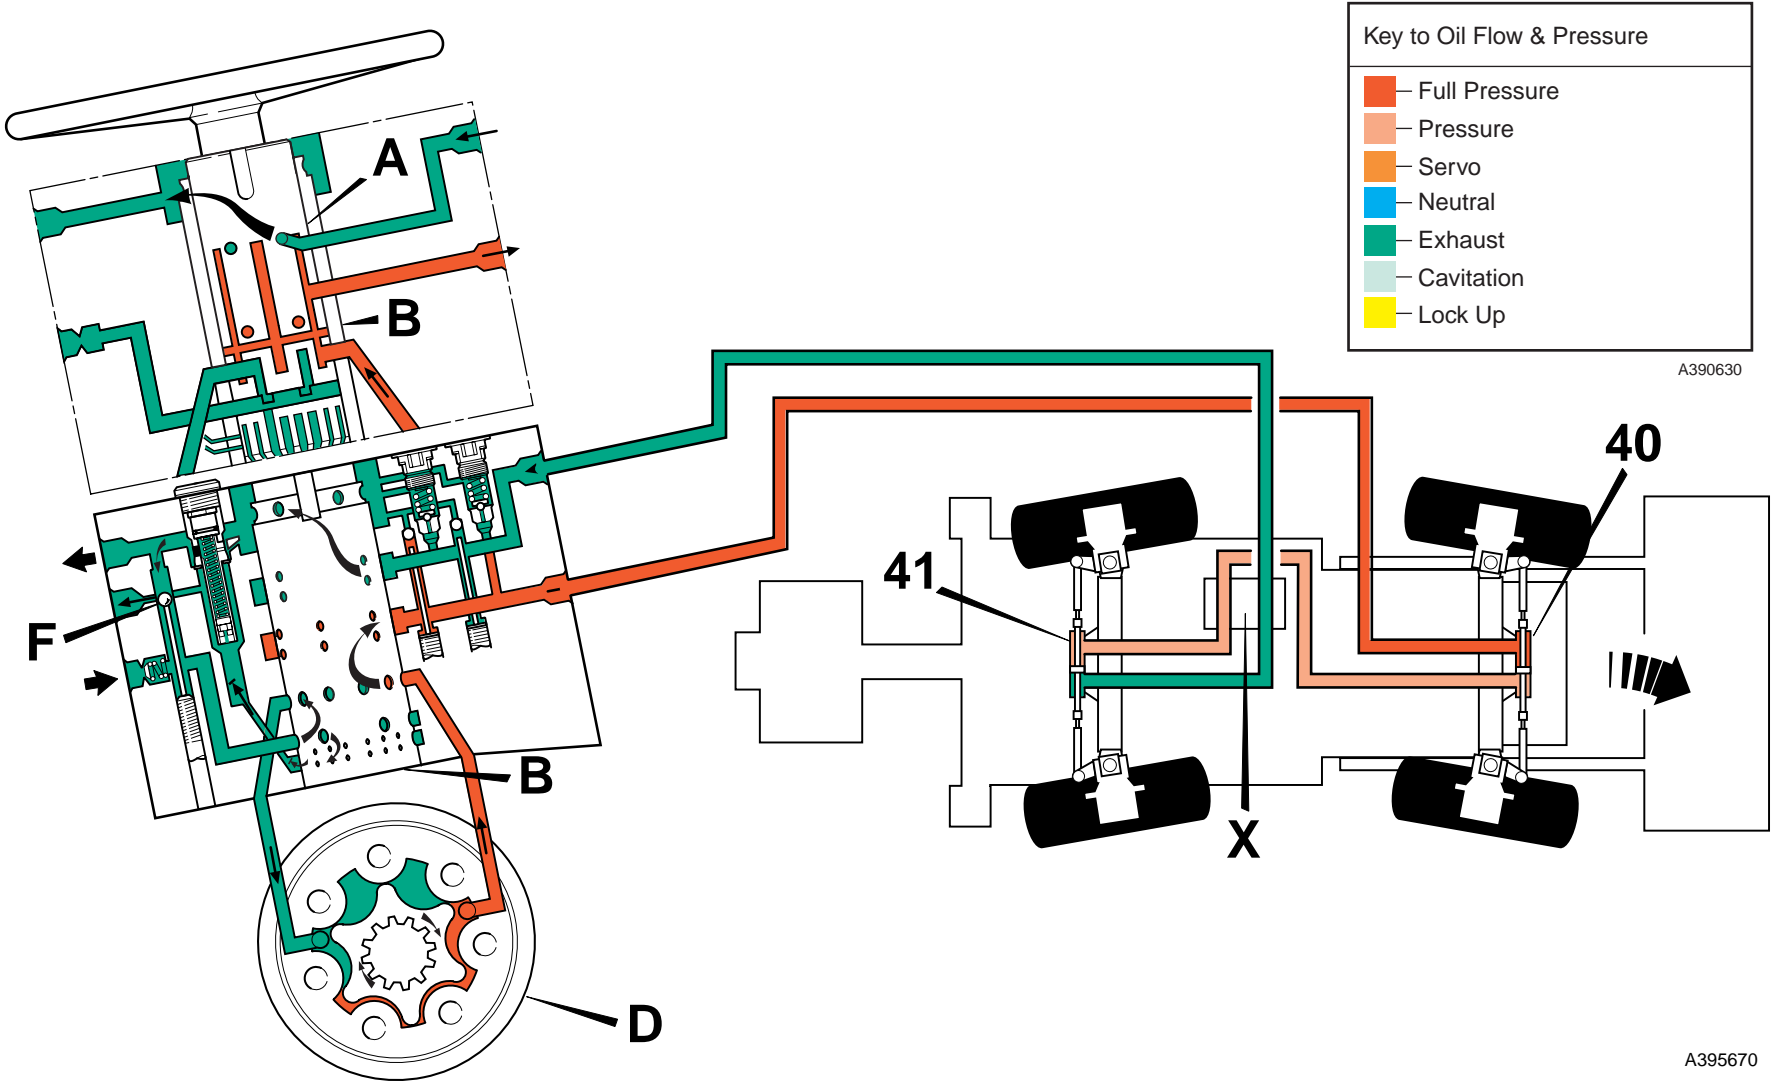 Key to Oil Flow & Pressure
Full Pressure
Pressure
Servo
Neutral
Exhaust
Cavitation
Lock Up
A390630
A
B
40
41
F
X
B
D
A395670